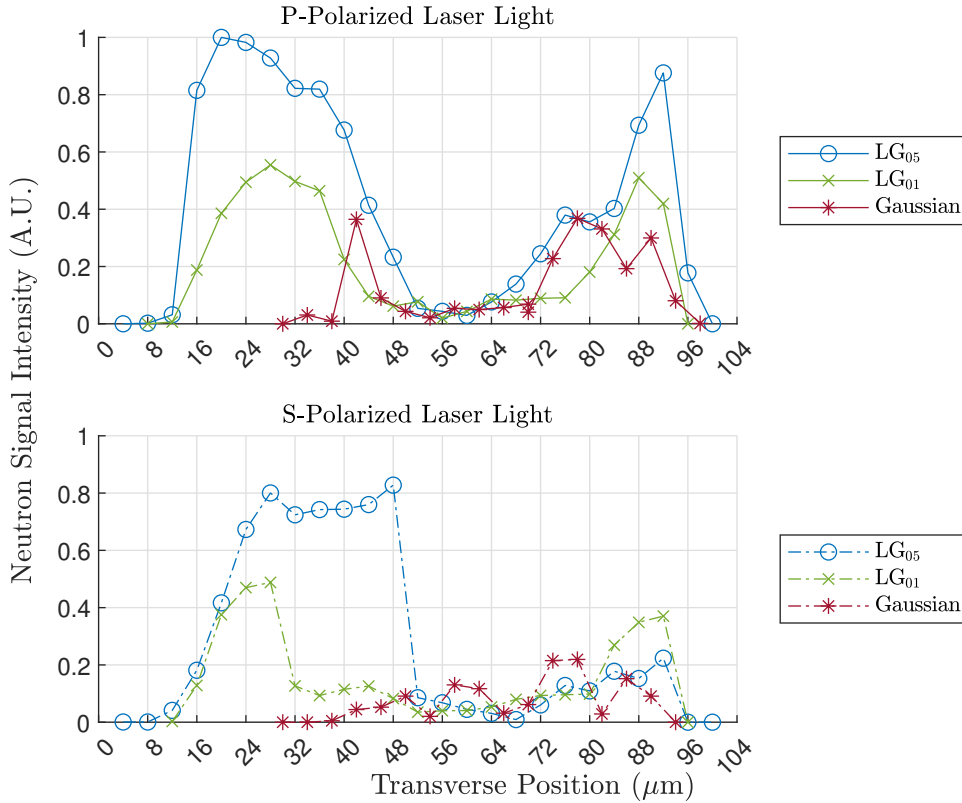 P-Polarized Laser Light
1
0.8
0.6
0.4
0.2
0
0 8 16 24 32 40 48 56 64 72 80 88 96 104
LG₀₅
LG₀₁
Gaussian
Neutron Signal Intensity (A.U.)
S-Polarized Laser Light
1
0.8
0.6
0.4
0.2
0
0 8 16 24 32 40 48 56 64 72 80 88 96 104
Transverse Position (μm)
LG₀₅
LG₀₁
Gaussian